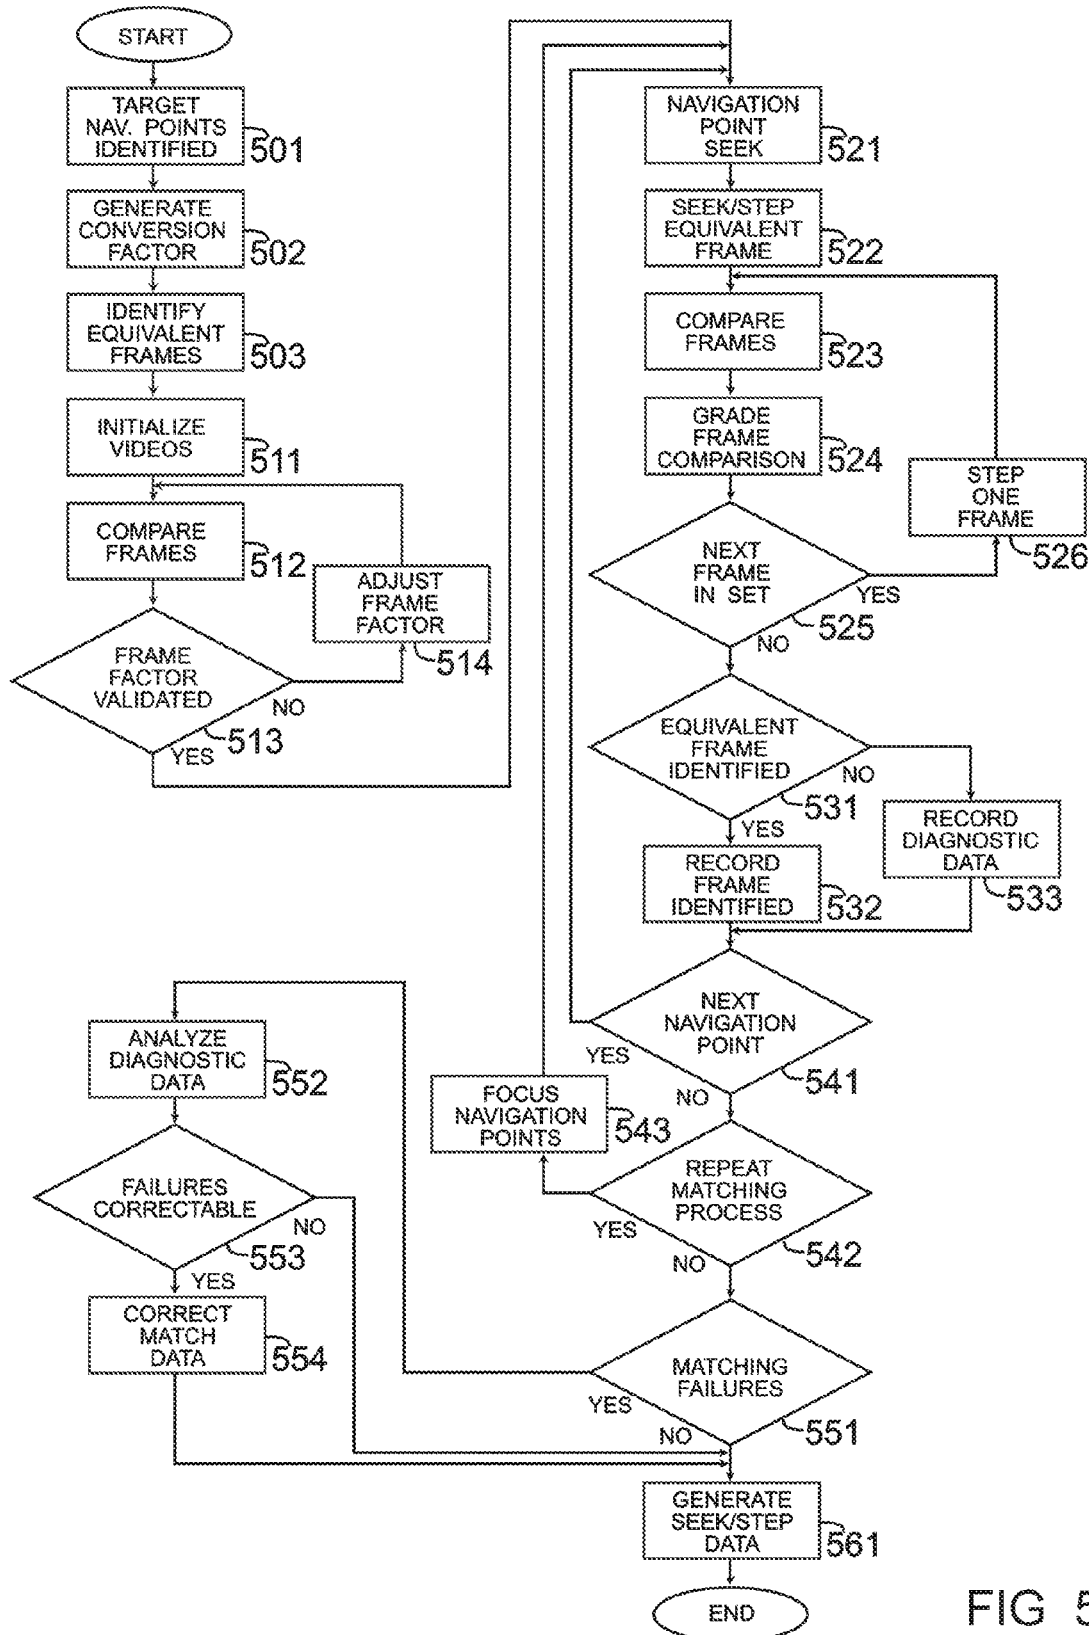 START
TARGET
NAV. POINTS
IDENTIFIED
501
GENERATE
CONVERSION
FACTOR
502
IDENTIFY
EQUIVALENT
FRAMES
503
INITIALIZE
VIDEOS
511
COMPARE
FRAMES
512
ADJUST
FRAME
FACTOR
514
FRAME
FACTOR
VALIDATED
NO
513
YES
NAVIGATION
POINT
SEEK
521
SEEK/STEP
EQUIVALENT
FRAME
522
COMPARE
FRAMES
523
GRADE
FRAME
COMPARISON
524
STEP
ONE
FRAME
526
NEXT
FRAME
IN SET
YES
525
NO
EQUIVALENT
FRAME
IDENTIFIED
NO
531
YES
RECORD
DIAGNOSTIC
DATA
533
RECORD
FRAME
IDENTIFIED
532
NEXT
NAVIGATION
POINT
YES
541
NO
FOCUS
NAVIGATION
POINTS
543
REPEAT
MATCHING
PROCESS
YES
542
NO
MATCHING
FAILURES
YES
551
NO
ANALYZE
DIAGNOSTIC
DATA
552
FAILURES
CORRECTABLE
NO
553
YES
CORRECT
MATCH
DATA
554
GENERATE
SEEK/STEP
DATA
561
END
FIG 5